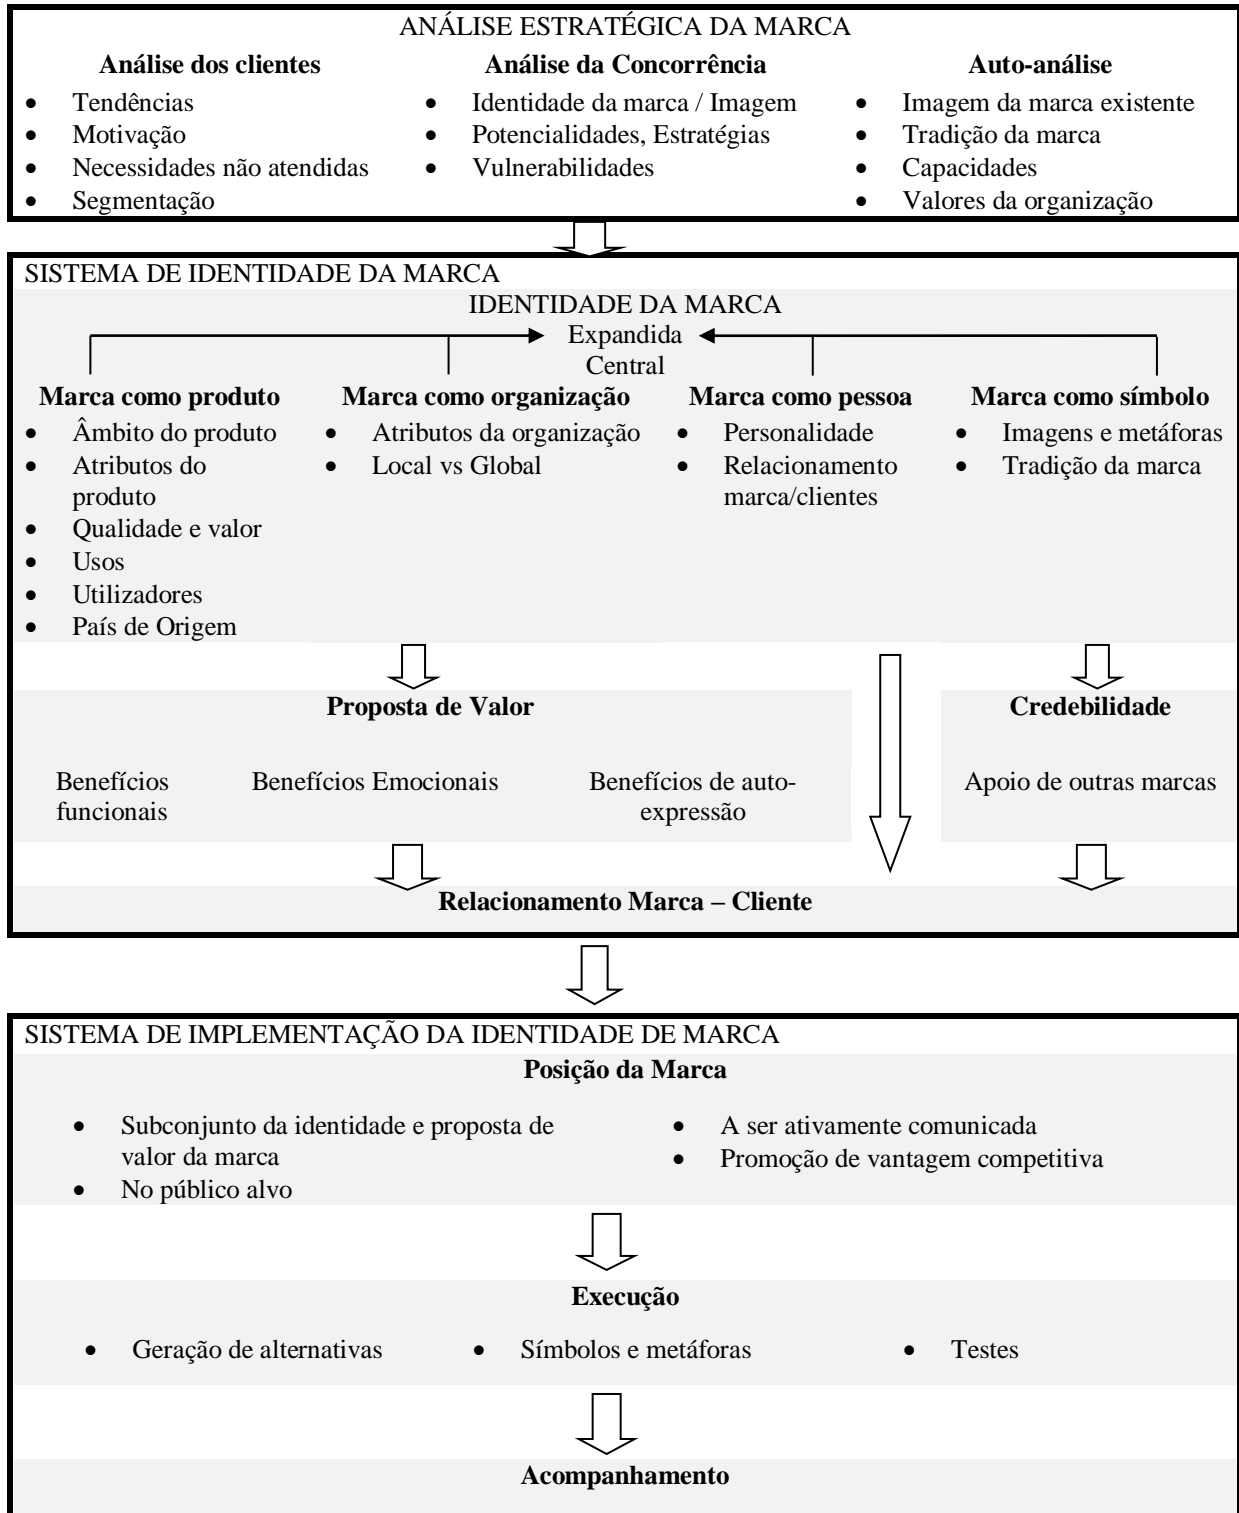 ANÁLISE ESTRATÉGICA DA MARCA
Análise dos clientes
• Tendências
• Motivação
• Necessidades não atendidas
• Segmentação
Análise da Concorrência
• Identidade da marca / Imagem
• Potencialidades, Estratégias
• Vulnerabilidades
Auto-análise
• Imagem da marca existente
• Tradição da marca
• Capacidades
• Valores da organização
SISTEMA DE IDENTIDADE DA MARCA
IDENTIDADE DA MARCA
Expandida
Central
Marca como produto
• Âmbito do produto
• Atributos do
produto
• Qualidade e valor
• Usos
• Utilizadores
• País de Origem
Marca como organização
• Atributos da organização
• Local vs Global
Marca como pessoa
• Personalidade
• Relacionamento
marca/clientes
Marca como símbolo
• Imagens e metáforas
• Tradição da marca
Proposta de Valor
Benefícios
funcionais
Benefícios Emocionais
Benefícios de auto-
expressão
Credibilidade
Apoio de outras marcas
Relacionamento Marca – Cliente
SISTEMA DE IMPLEMENTAÇÃO DA IDENTIDADE DE MARCA
Posição da Marca
• Subconjunto da identidade e proposta de
valor da marca
• No público alvo
• A ser ativamente comunicada
• Promoção de vantagem competitiva
Execução
• Geração de alternativas
• Símbolos e metáforas
• Testes
Acompanhamento